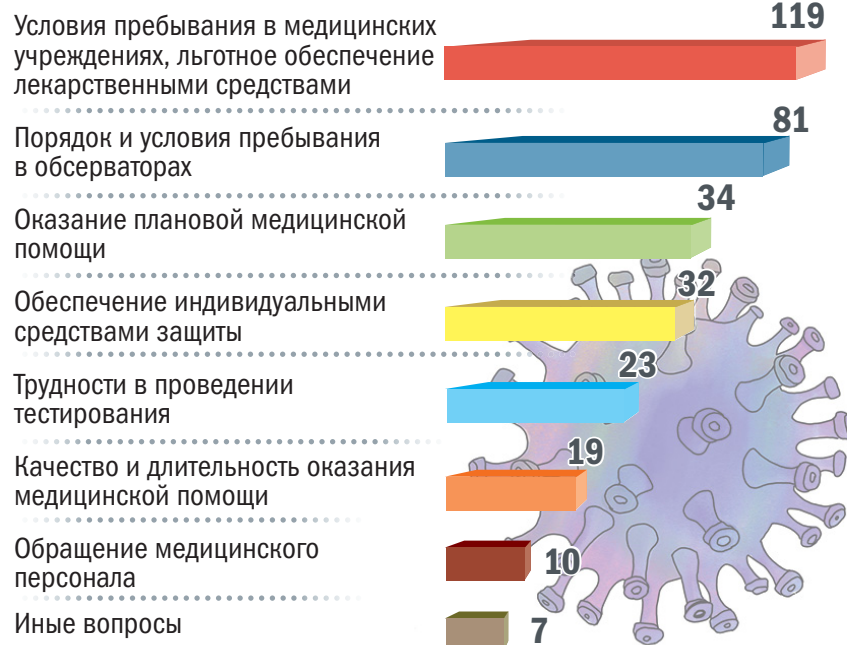 Условия пребывания в медицинских
учреждениях, льготное обеспечение
лекарственными средствами
119
Порядок и условия пребывания
в обсерваторах
81
Оказание плановой медицинской
помощи
34
Обеспечение индивидуальными
средствами защиты
32
Трудности в проведении
тестирования
23
Качество и длительность оказания
медицинской помощи
19
Обращение медицинского
персонала
10
Иные вопросы
7